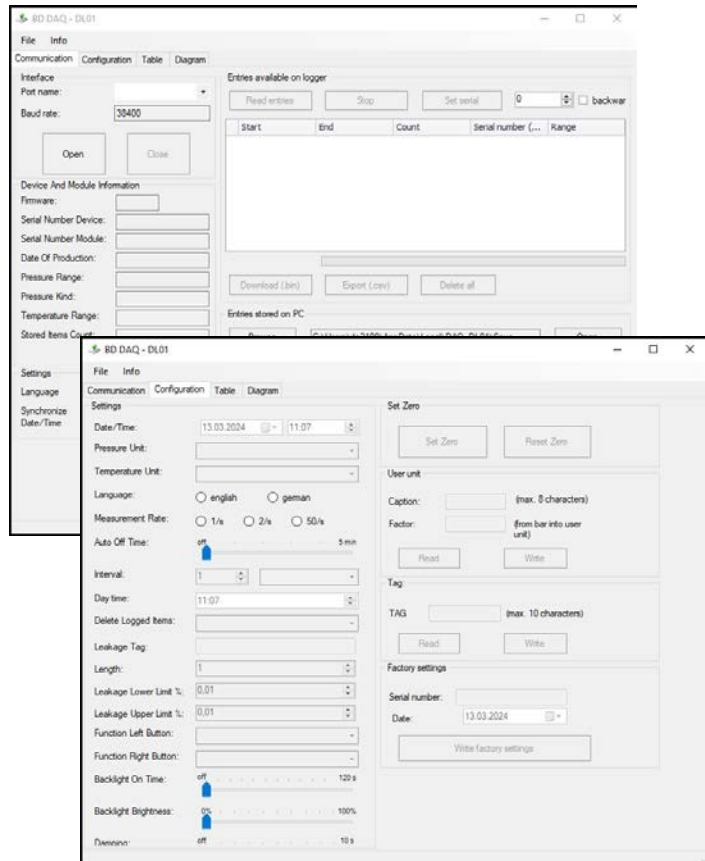 BD DAQ - DL01
File Info
Communication Configuration Table Diagram
Interface
Port name:
Baud rate: 38400
Open Close
Device And Module Information
Firmware:
Serial Number Device:
Serial Number Module:
Date Of Production:
Pressure Range:
Pressure Kind:
Temperature Range:
Stored Items Count:
Settings
Language
Synchronize
Date/Time
Entries available on logger
Read entries Stop Set serial 0 backwar
Start End Count Serial number (... Range
Download (.bin) Export (.csv) Delete all
Entries stored on PC
BD DAQ - DL01
File Info
Communication Configuration Table Diagram
Settings
Date/Time: 13.03.2024 11:07
Pressure Unit:
Temperature Unit:
Language: english german
Measurement Rate: 1/s 2/s 50/s
Auto Off Time: off 5 min
Interval: 1
Day time: 11:07
Delete Logged Items:
Leakage Tag:
Length: 1
Leakage Lower Limit %: 0,01
Leakage Upper Limit %: 0,01
Function Left Button:
Function Right Button:
Backlight On Time: off 120 s
Backlight Brightness: 0% 100%
Damping: off 10 s
Set Zero
Set Zero Reset Zero
User unit
Caption: (max. 8 characters)
Factor: (from bar into user
unit)
Read Write
Tag
TAG (max. 10 characters)
Read Write
Factory settings
Serial number:
Date: 13.03.2024
Write factory settings